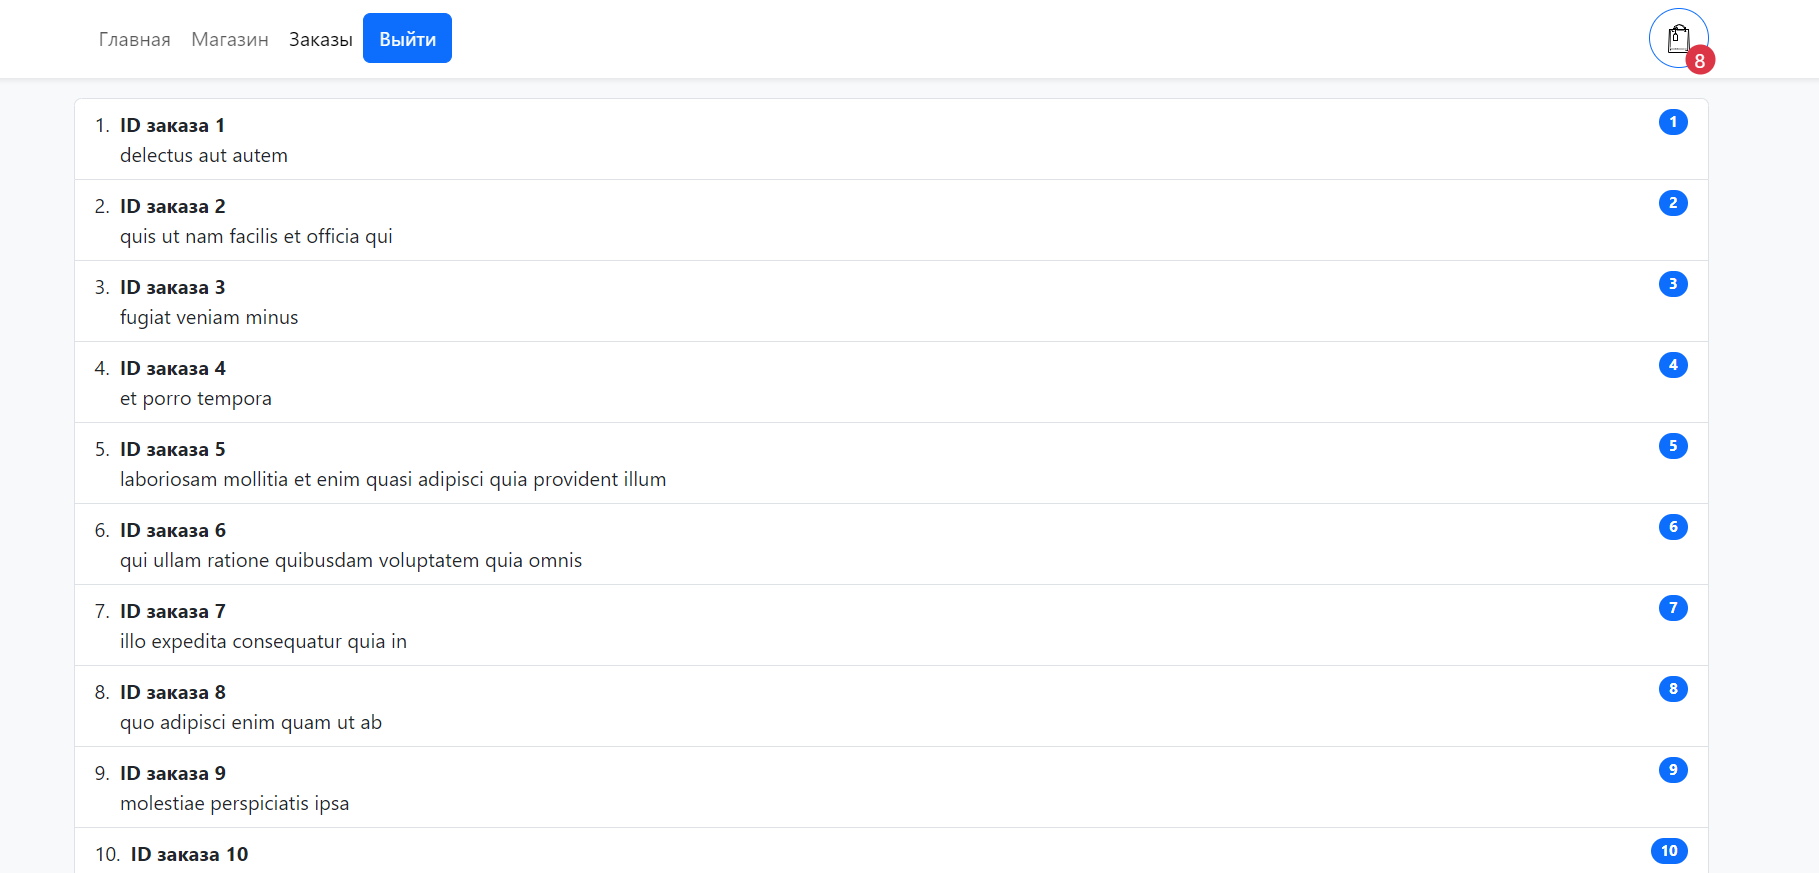 Главная Магазин Заказы Выйти 8
1. ID заказа 1 1
delectus aut autem
2. ID заказа 2 2
quis ut nam facilis et officia qui
3. ID заказа 3 3
fugiat veniam minus
4. ID заказа 4 4
et porro tempora
5. ID заказа 5 5
laboriosam mollitia et enim quasi adipisci quia provident illum
6. ID заказа 6 6
qui ullam ratione quibusdam voluptatem quia omnis
7. ID заказа 7 7
illo expedita consequatur quia in
8. ID заказа 8 8
quo adipisci enim quam ut ab
9. ID заказа 9 9
molestiae perspiciatis ipsa
10. ID заказа 10 10